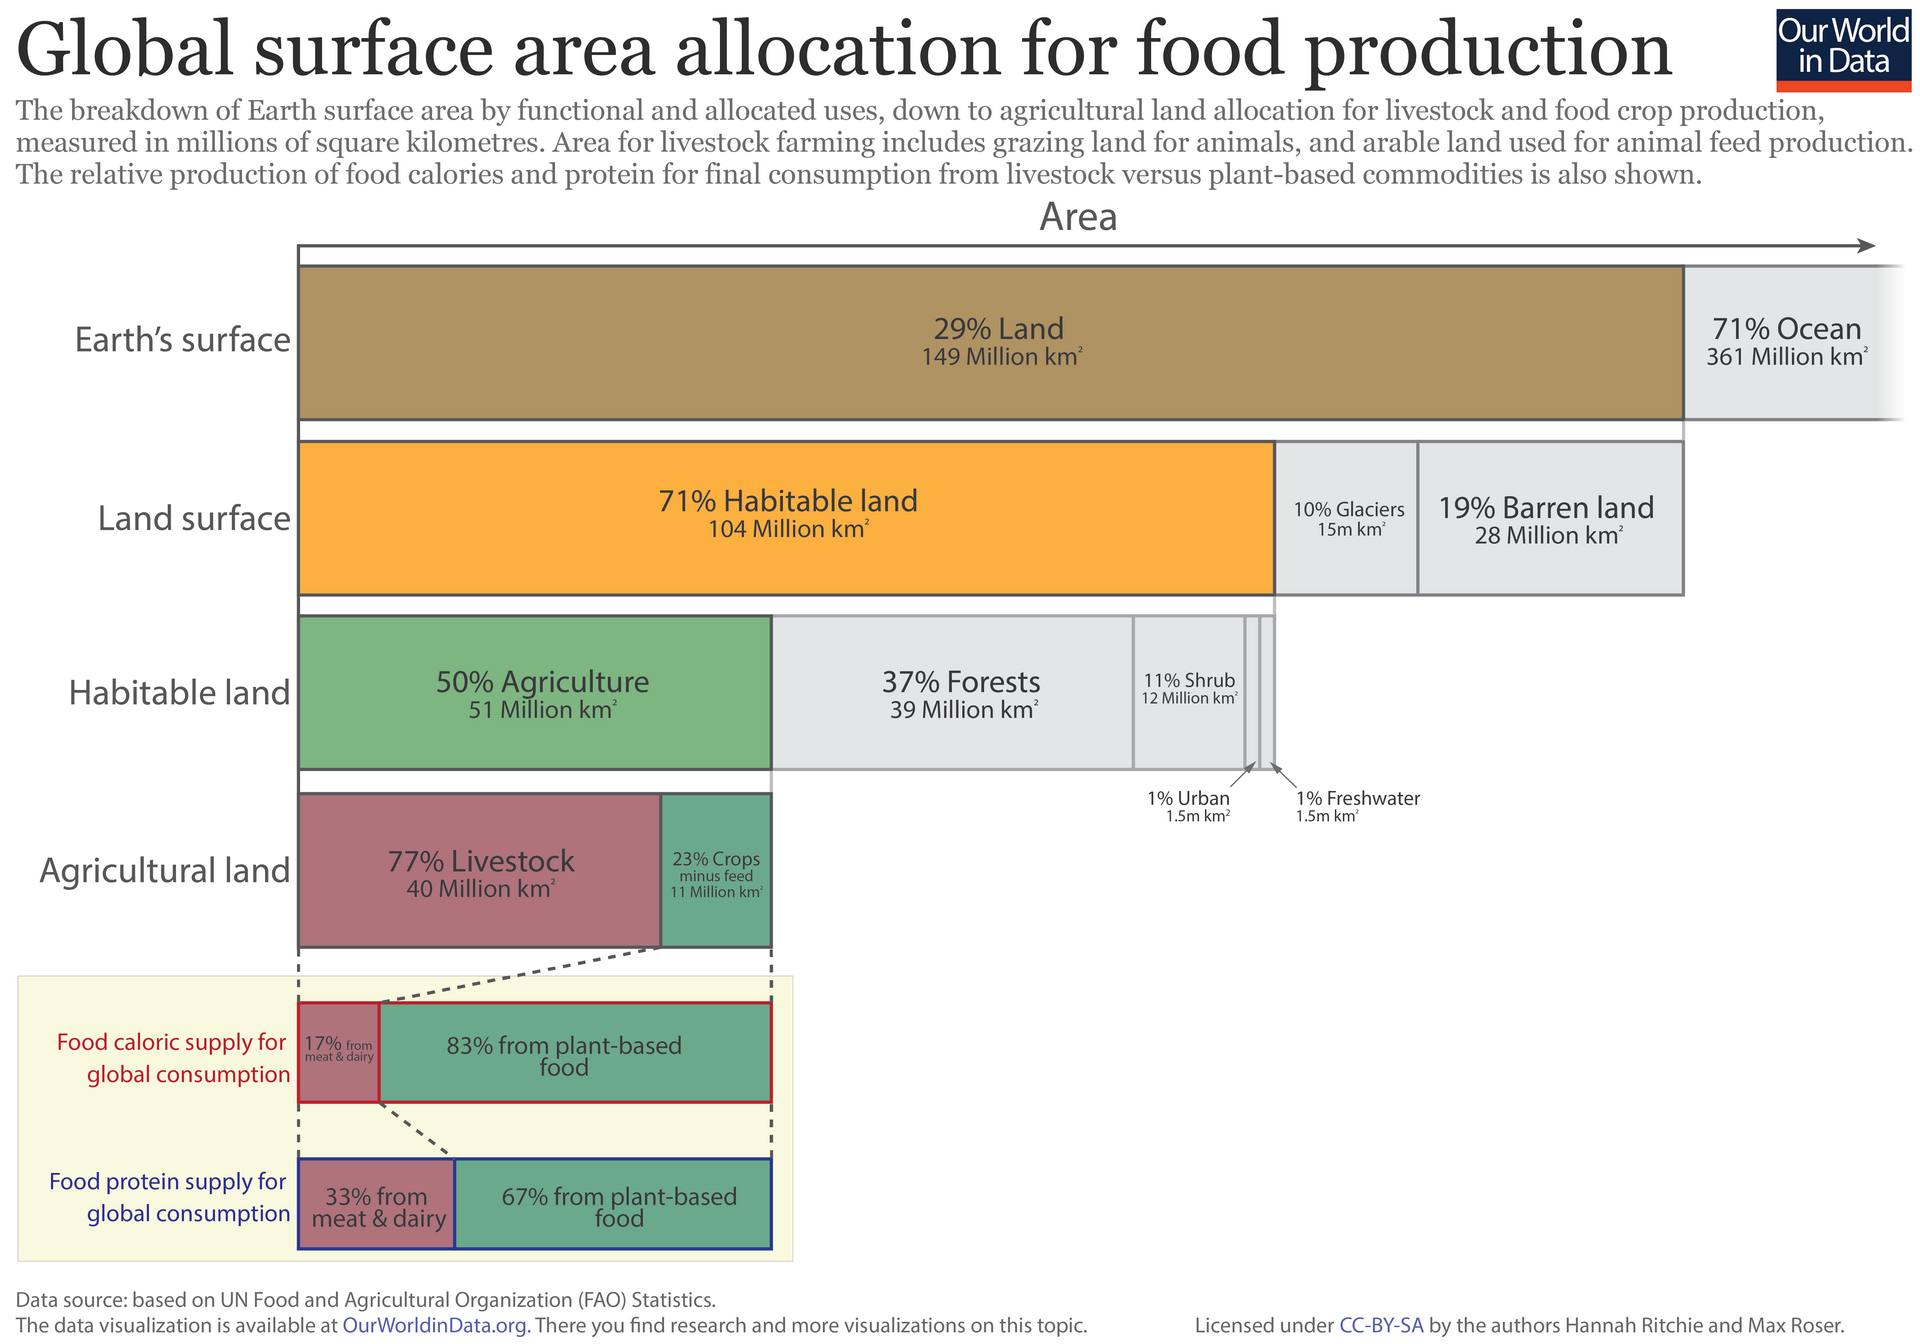 Global surface area allocation for food production
Our World
in Data
The breakdown of Earth surface area by functional and allocated uses, down to agricultural land allocation for livestock and food crop production,
measured in millions of square kilometres. Area for livestock farming includes grazing land for animals, and arable land used for animal feed production.
The relative production of food calories and protein for final consumption from livestock versus plant-based commodities is also shown.
Area
Earth's surface
29% Land
149 Million km²
71% Ocean
361 Million km²
Land surface
71% Habitable land
104 Million km²
10% Glaciers
15m km²
19% Barren land
28 Million km²
Habitable land
50% Agriculture
51 Million km²
37% Forests
39 Million km²
11% Shrub
12 Million km²
1% Urban
1.5m km²
1% Freshwater
1.5m km²
Agricultural land
77% Livestock
40 Million km²
23% Crops
minus feed
11 Million km²
Food caloric supply for
global consumption
17% from
meat & dairy
83% from plant-based
food
Food protein supply for
global consumption
33% from
meat & dairy
67% from plant-based
food
Data source: based on UN Food and Agricultural Organization (FAO) Statistics.
The data visualization is available at OurWorldinData.org. There you find research and more visualizations on this topic.
Licensed under CC-BY-SA by the authors Hannah Ritchie and Max Roser.